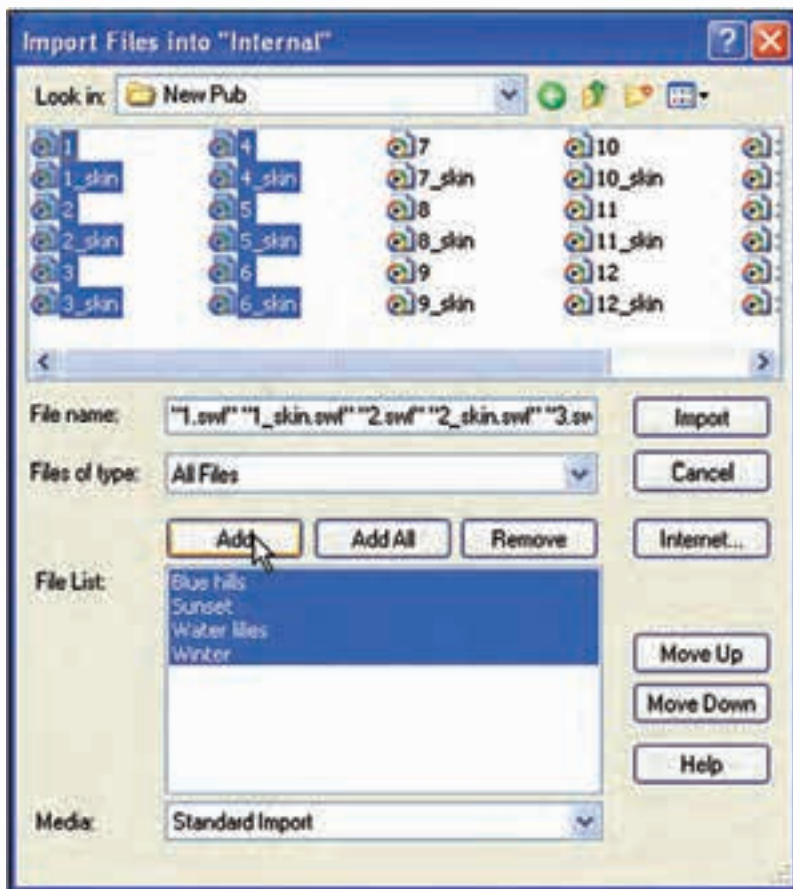 Import Files into "Internal"
Look in: New Pub
1 4 7 10
1_skin 4_skin 7_skin 10_skin
2 5 8 11
2_skin 5_skin 8_skin 11_skin
3 6 9 12
3_skin 6_skin 9_skin 12_skin
File name: "1.swf" "1_skin.swf" "2.swf" "2_skin.swf" "3.sw Import
Files of type: All Files Cancel
Add Add All Remove Internet...
File List:
Blue hills
Sunset
Water lilies
Winter
Move Up
Move Down
Help
Media: Standard Import